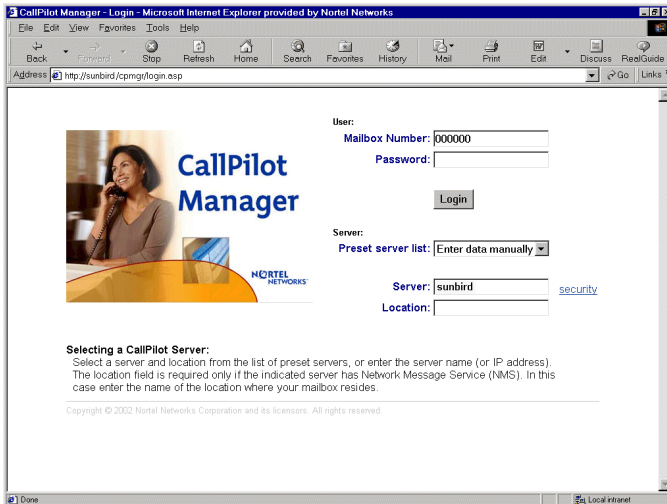 CallPilot Manager - Login - Microsoft Internet Explorer provided by Nortel Networks
File Edit View Favorites Tools Help
Back Forward Stop Refresh Home Search Favorites History Mail Print Edit Discuss RealGuide
Address http://sunbird/cpmgr/login.asp Go Links
User:
Mailbox Number: 000000
Password:
CallPilot
Manager
Login
Server:
Preset server list: Enter data manually
NORTEL
NETWORKS
Server: sunbird security
Location:
Selecting a CallPilot Server:
Select a server and location from the list of preset servers, or enter the server name (or IP address).
The location field is required only if the indicated server has Network Message Service (NMS). In this
case enter the name of the location where your mailbox resides.
Copyright © 2002 Nortel Networks Corporation and its licensors. All rights reserved.
Done Local intranet